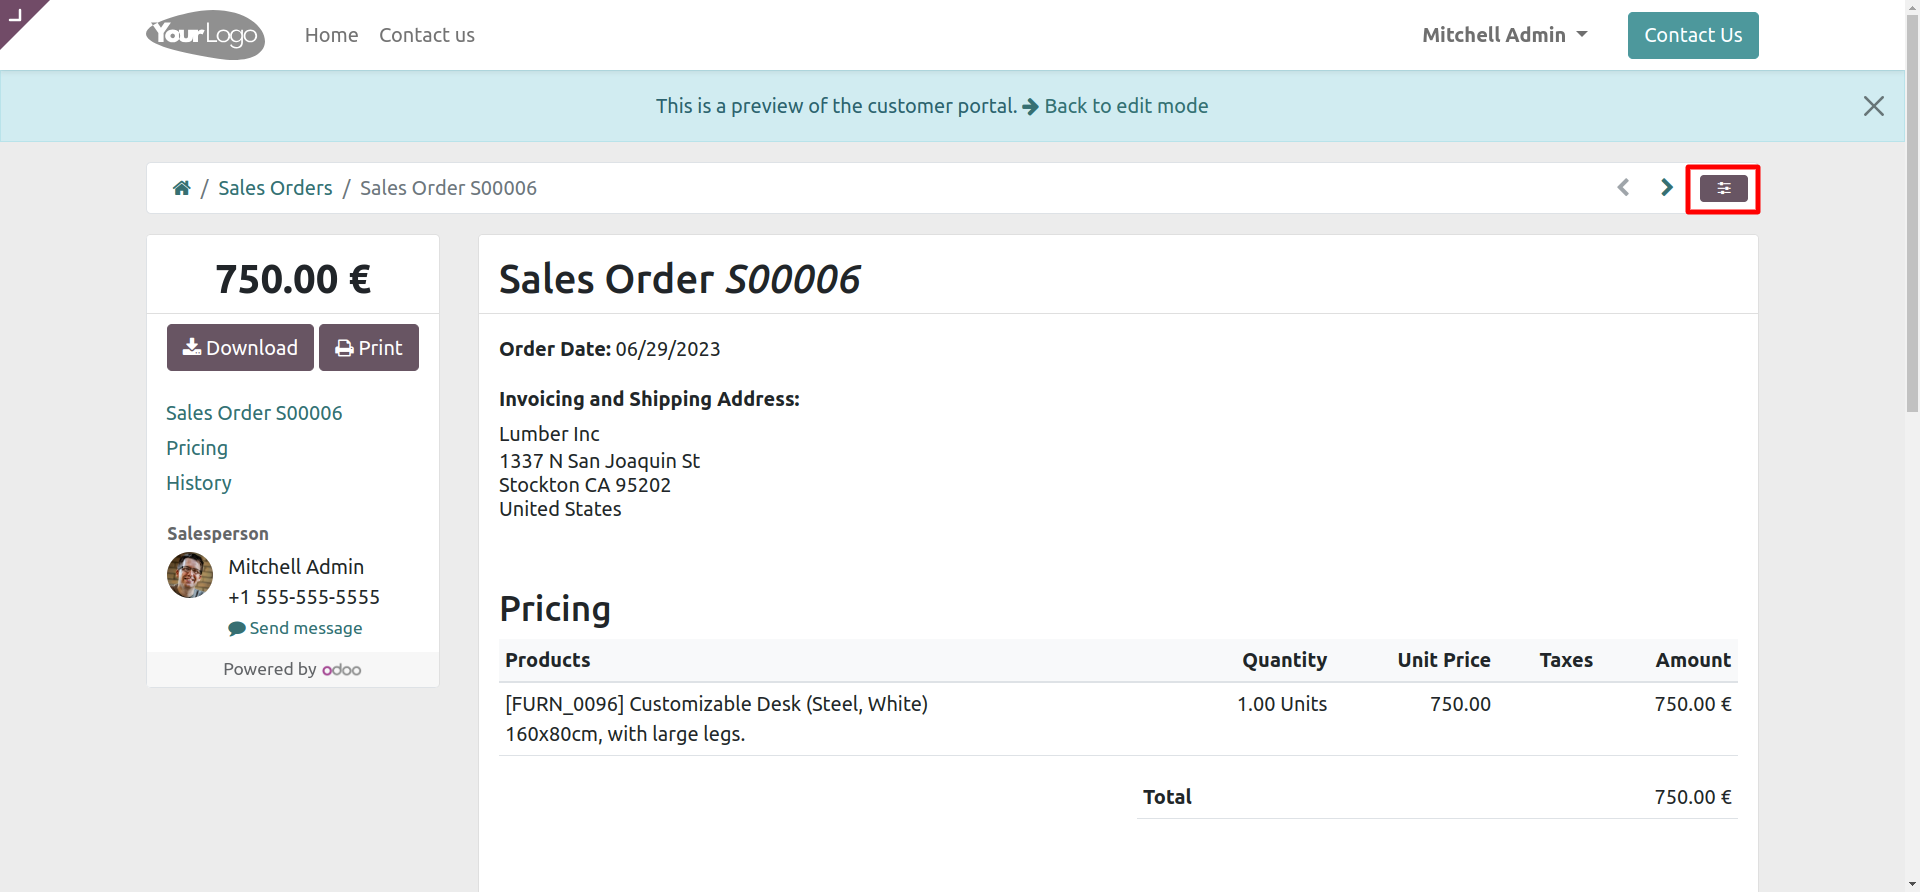 YourLogo Home Contact us Mitchell Admin Contact Us
This is a preview of the customer portal. Back to edit mode
/ Sales Orders / Sales Order S00006
750.00 €
Download Print
Sales Order S00006
Pricing
History
Salesperson
Mitchell Admin
+1 555-555-5555
Send message
Powered by odoo
Sales Order S00006
Order Date: 06/29/2023
Invoicing and Shipping Address:
Lumber Inc
1337 N San Joaquin St
Stockton CA 95202
United States
Pricing
Products Quantity Unit Price Taxes Amount
[FURN_0096] Customizable Desk (Steel, White) 1.00 Units 750.00 750.00 €
160x80cm, with large legs.
Total 750.00 €